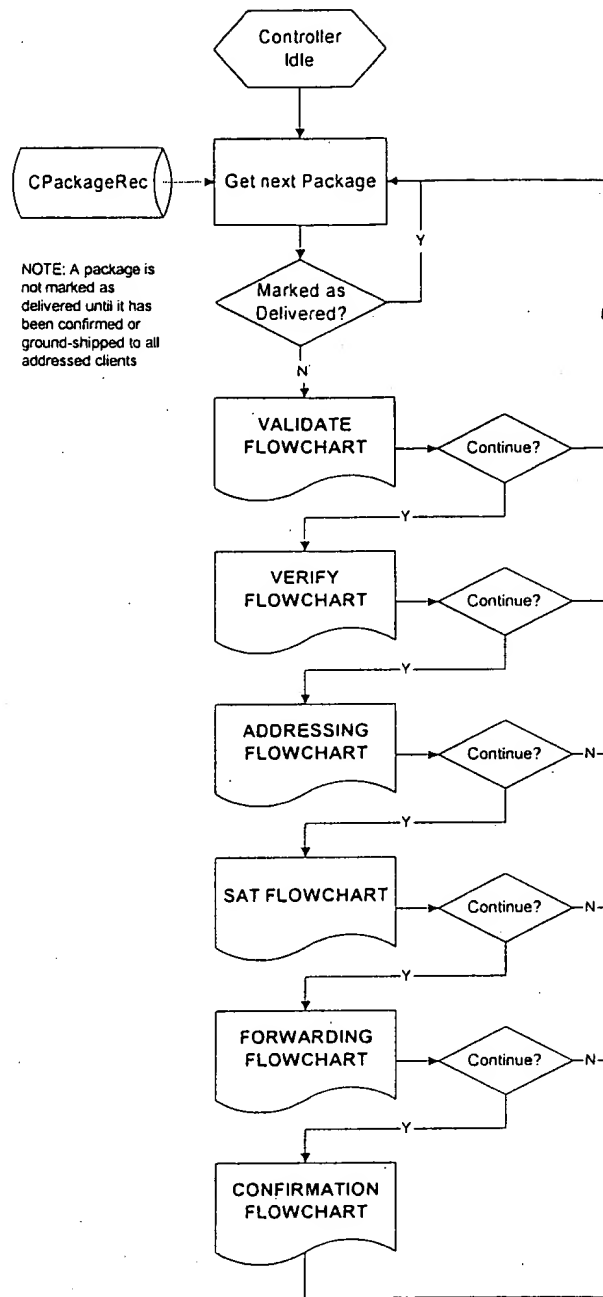 Controller
Idle
CPackageRec
Get next Package
Y
NOTE: A package is
not marked as
delivered until it has
been confirmed or
ground-shipped to all
addressed clients
Marked as
Delivered?
N
VALIDATE
FLOWCHART
Continue?
Y
VERIFY
FLOWCHART
Continue?
Y
ADDRESSING
FLOWCHART
Continue?
N
Y
SAT FLOWCHART
Continue?
N
Y
FORWARDING
FLOWCHART
Continue?
N
Y
CONFIRMATION
FLOWCHART